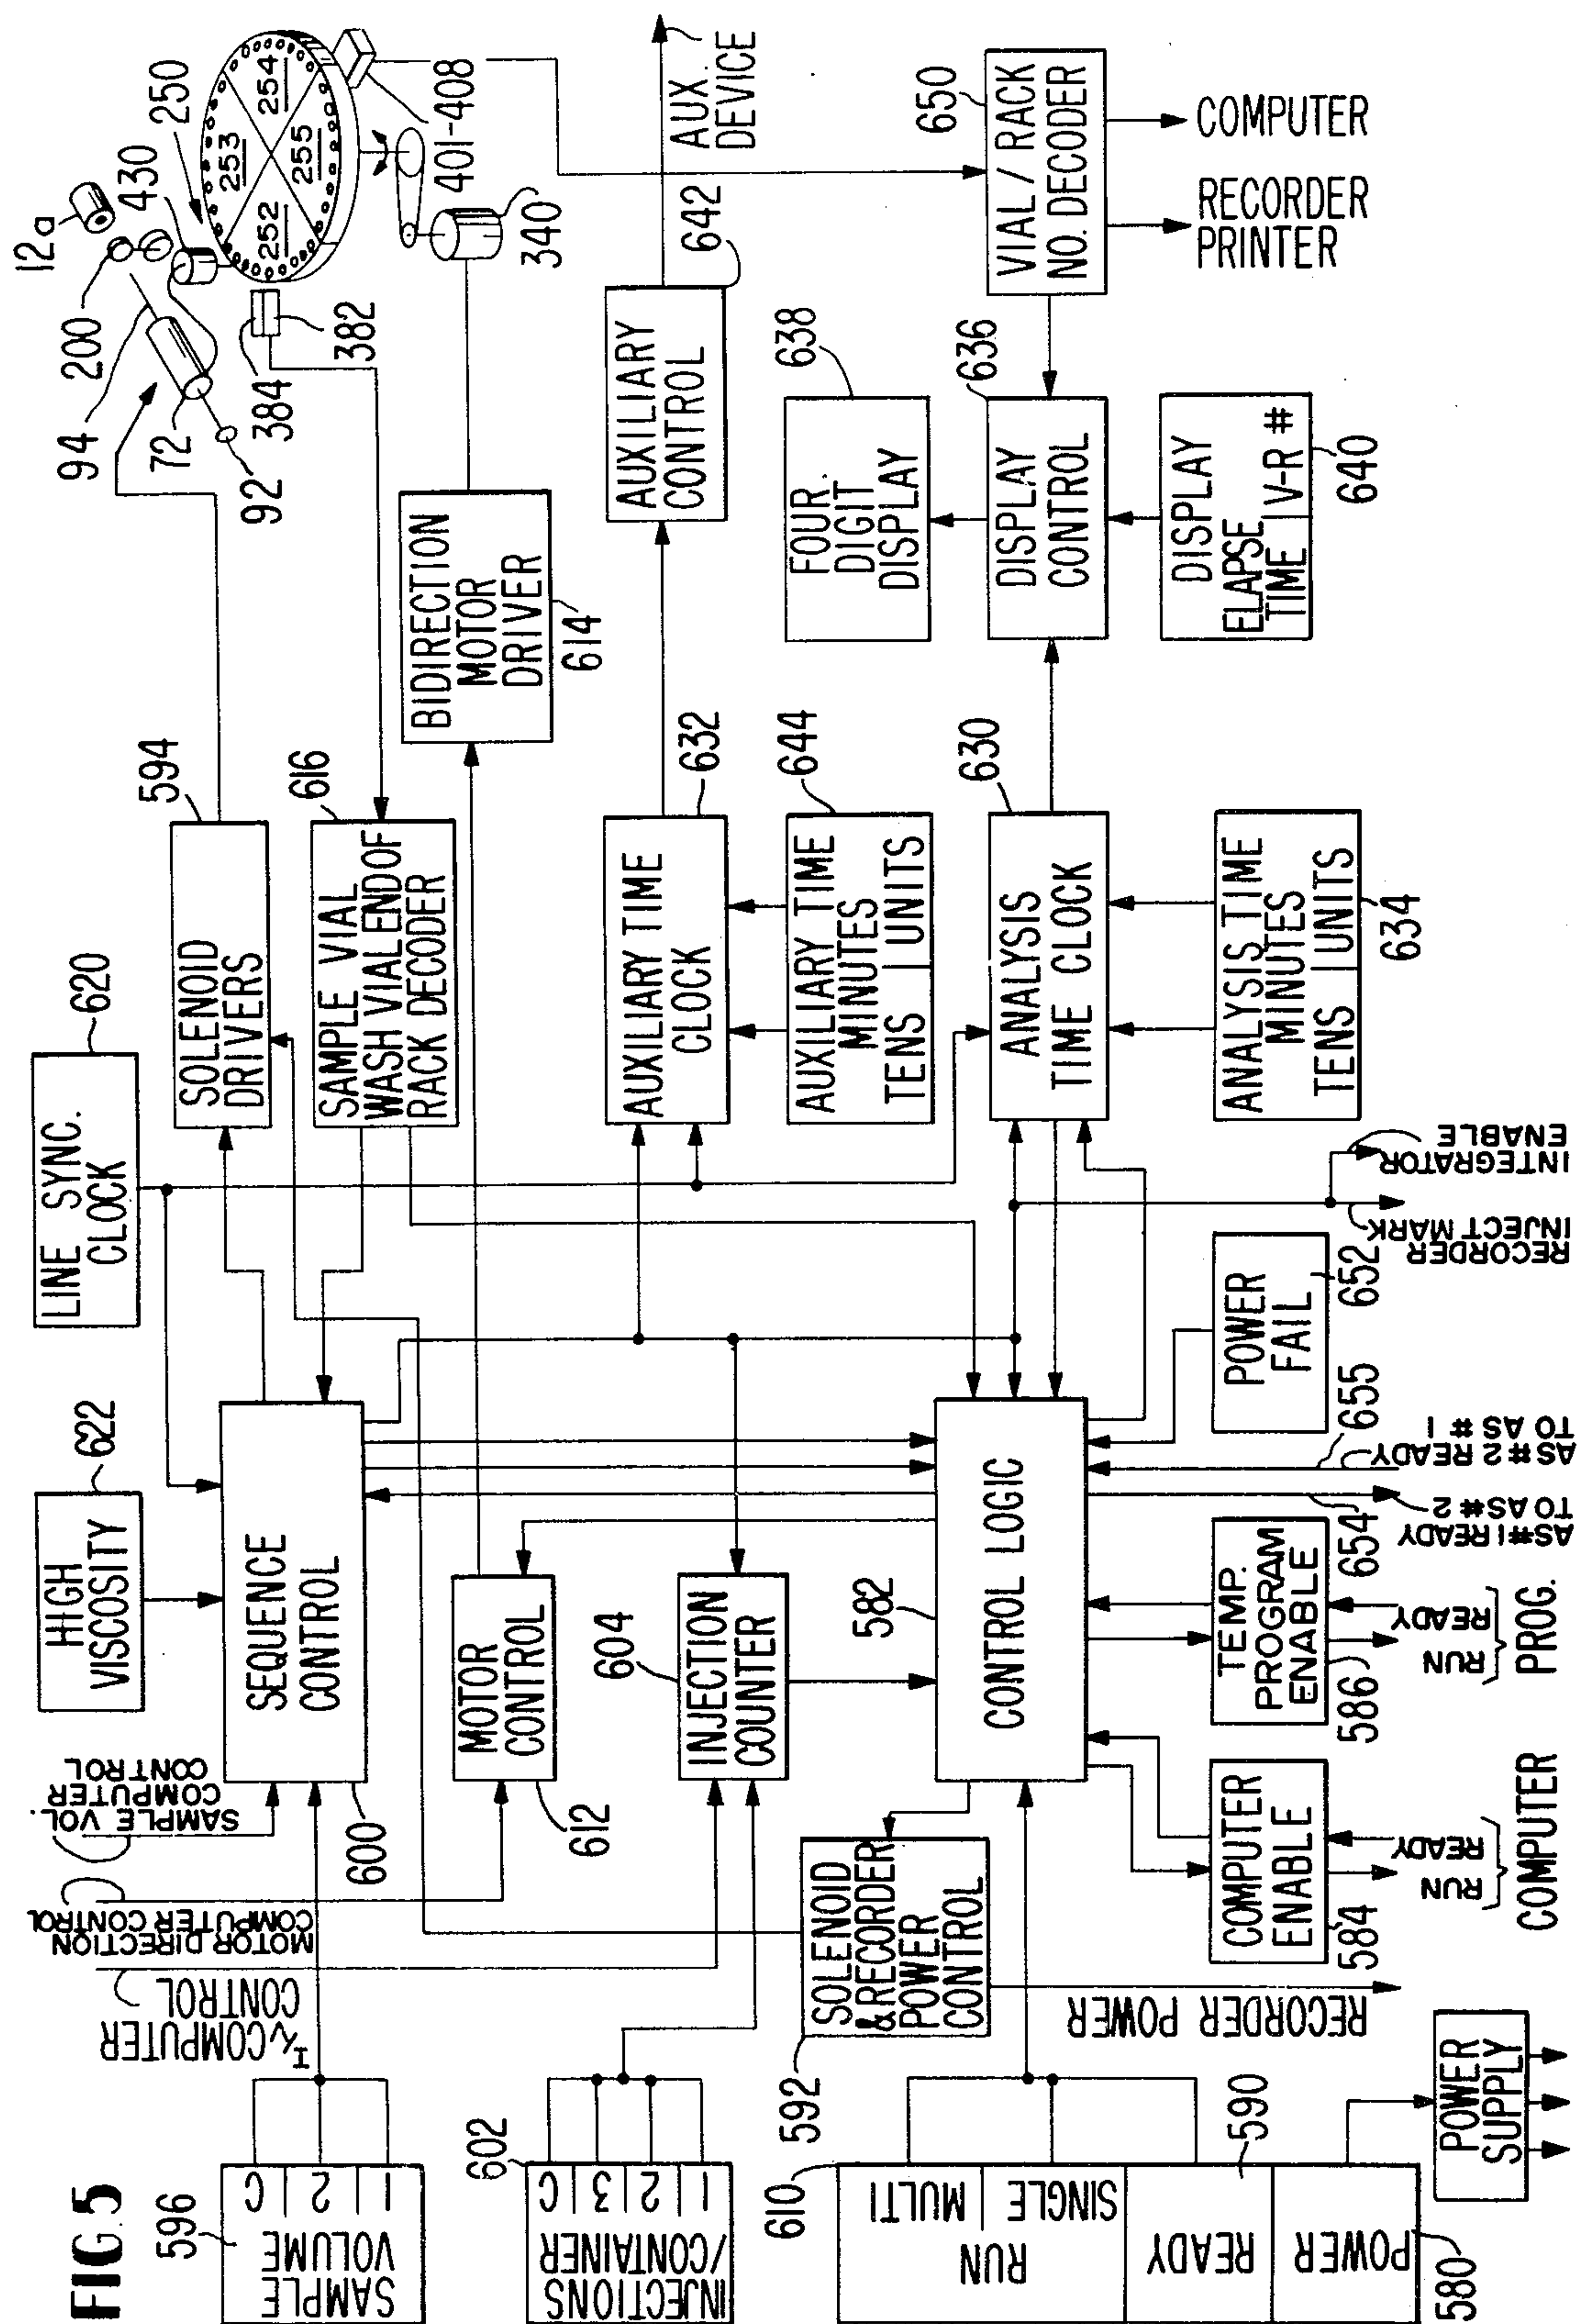 FIG. 5
596
SAMPLE
VOLUME
1 | 2 | C
602
INJECTIONS
/CONTAINER
1 | 2 | 3 | C
610
RUN
SINGLE | MULTI
READY
590
POWER
580
POWER
SUPPLY
I/V COMPUTER
CONTROL
MOTOR DIRECTION
COMPUTER CONTROL
SAMPLE VOL.
COMPUTER
CONTROL
592
SOLENOID
& RECORDER
POWER
CONTROL
RECORDER POWER
HIGH
VISCOSITY
622
SEQUENCE
CONTROL
600
MOTOR
CONTROL
612
604
INJECTION
COUNTER
582
CONTROL LOGIC
COMPUTER
ENABLE
584
RUN
READY
COMPUTER
TEMP.
PROGRAM
ENABLE
586
RUN
READY
PROG.
654
AS#1 READY
TO AS#2
655
AS#2 READY
TO AS#1
POWER
FAIL
652
RECORDER
INJECT MARK
INTEGRATOR
ENABLE
LINE SYNC.
CLOCK
620
SOLENOID
DRIVERS
594
SAMPLE VIAL
WASH VIAL END OF
RACK DECODER
616
BIDIRECTION
MOTOR
DRIVER
614
AUXILIARY TIME
CLOCK
632
AUXILIARY TIME
MINUTES
TENS | UNITS
644
ANALYSIS
TIME CLOCK
630
ANALYSIS TIME
MINUTES
TENS | UNITS
634
AUXILIARY
CONTROL
642
AUX.
DEVICE
FOUR
DIGIT
DISPLAY
638
DISPLAY
CONTROL
636
DISPLAY
ELAPSE
TIME | V-R #
640
VIAL / RACK
NO. DECODER
650
COMPUTER
RECORDER
PRINTER
12a
200
430
250
94
72
92
384
382
252
253
254
255
340
401-408